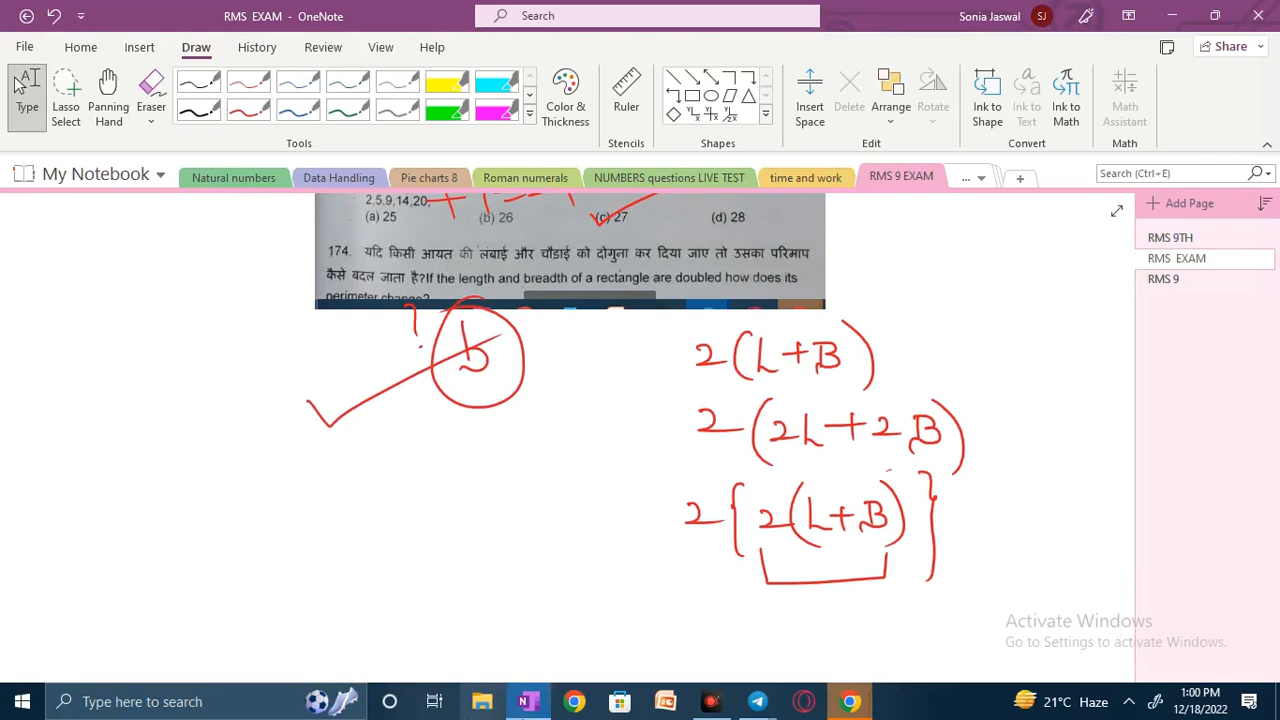 RMS EXAM - OneNote
Search
Sonia Jaswal SJ
File Home Insert Draw History Review View Help
Share
Type
Lasso Select
Panning Hand
Eraser
Color & Thickness
Ruler
Insert Space
Delete
Arrange
Rotate
Ink to Shape
Ink to Text
Ink to Math
Math Assistant
Tools Stencils Shapes Edit Convert Math
My Notebook Natural numbers Data Handling Pie charts 8 Roman numerals NUMBERS questions LIVE TEST time and work RMS 9 EXAM ... + Search (Ctrl+E)
Add Page
RMS 9TH
RMS EXAM
RMS 9
2,5,9,14,20,
(a) 25 (b) 26 (c) 27 (d) 28
174. यदि किसी आयत की लंबाई और चौडाई को दोगुना कर दिया जाए तो उसका परिमाप
कैसे बदल जाता है?If the length and breadth of a rectangle are doubled how does its
perimeter change?
? b
2(L+B)
2(2L+2B)
2{2(L+B)}
Activate Windows
Go to Settings to activate Windows.
Type here to search
21°C Haze
1:00 PM
12/18/2022